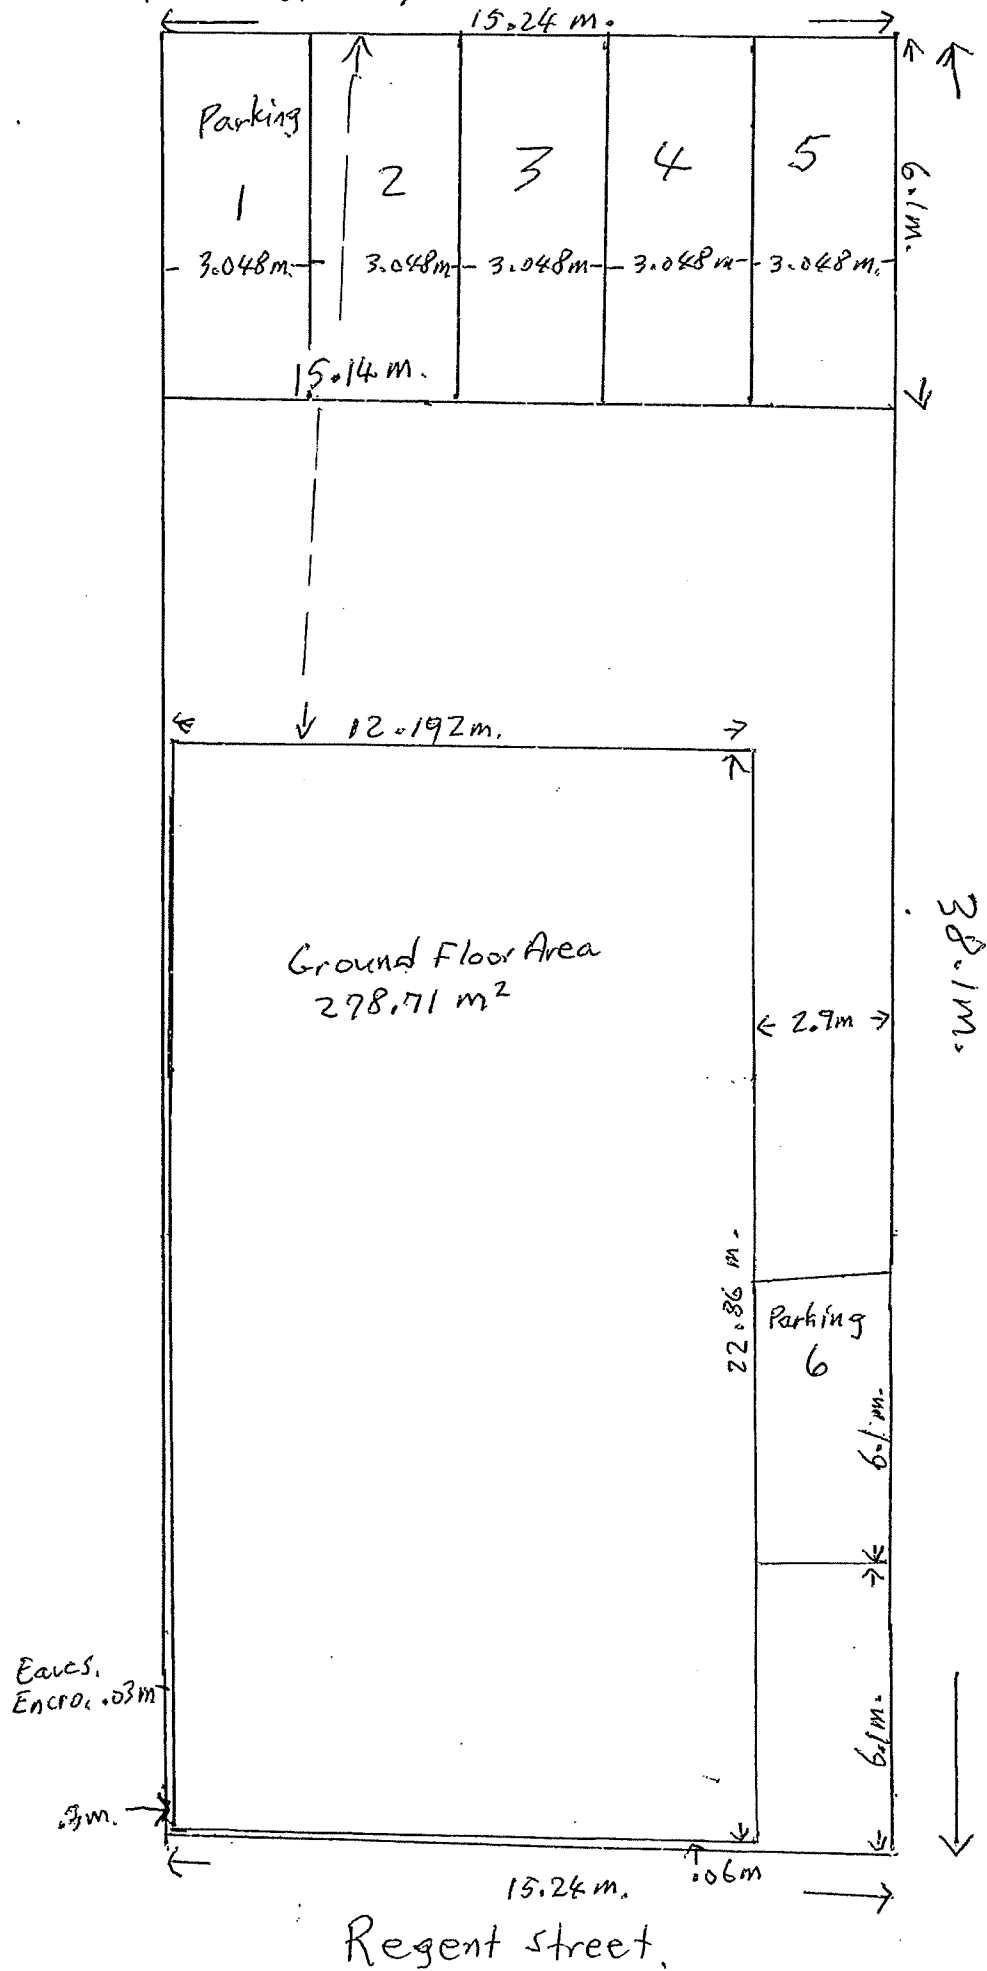 15.24 m.
Parking
1
2
3
4
5
6.1m.
3.048m.
3.048m
3.048m
3.048m
3.048m.
15.14 m.
12.192m.
38.1m.
Ground Floor Area
278.71 m²
2.9m
22.86 m.
Parking
6
6.1m.
6.1m.
Eaves.
Encro. .03m
.06m
15.24 m.
Regent Street.